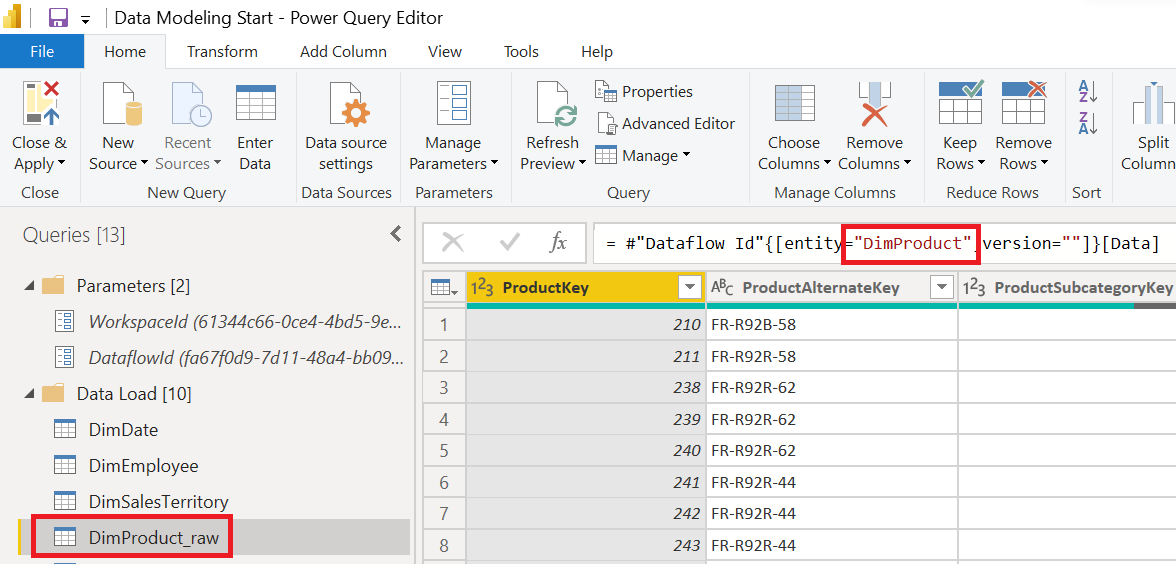 Data Modeling Start - Power Query Editor
File Home Transform Add Column View Tools Help
Close & Apply
New Source
Recent Sources
Enter Data
Data source settings
Manage Parameters
Refresh Preview
Properties
Advanced Editor
Manage
Choose Columns
Remove Columns
Keep Rows
Remove Rows
A Z
Z A
Split
Column
Close New Query Data Sources Parameters Query Manage Columns Reduce Rows Sort
Queries [13]
fx = #"Dataflow Id"{[entity="DimProduct",version=""]}[Data]
Parameters [2]
WorkspaceId (61344c66-0ce4-4bd5-9e...
DataflowId (fa67f0d9-7d11-48a4-bb09...
Data Load [10]
DimDate
DimEmployee
DimSalesTerritory
DimProduct_raw
123 ProductKey ABC ProductAlternateKey 123 ProductSubcategoryKey
1 210 FR-R92B-58
2 211 FR-R92R-58
3 238 FR-R92R-62
4 239 FR-R92R-62
5 240 FR-R92R-62
6 241 FR-R92R-44
7 242 FR-R92R-44
8 243 FR-R92R-44